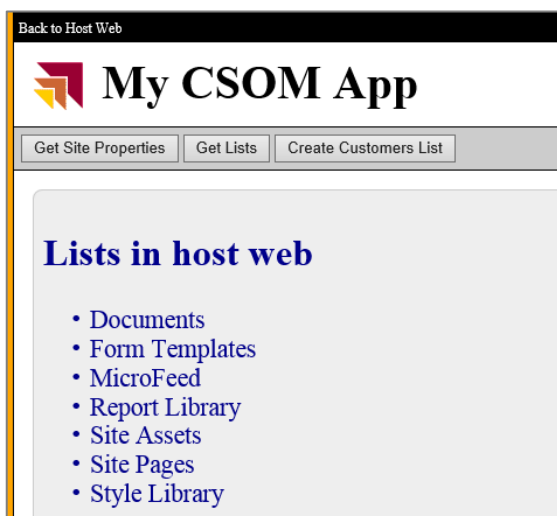 Back to Host Web
My CSOM App
Get Site Properties Get Lists Create Customers List
Lists in host web
• Documents
• Form Templates
• MicroFeed
• Report Library
• Site Assets
• Site Pages
• Style Library